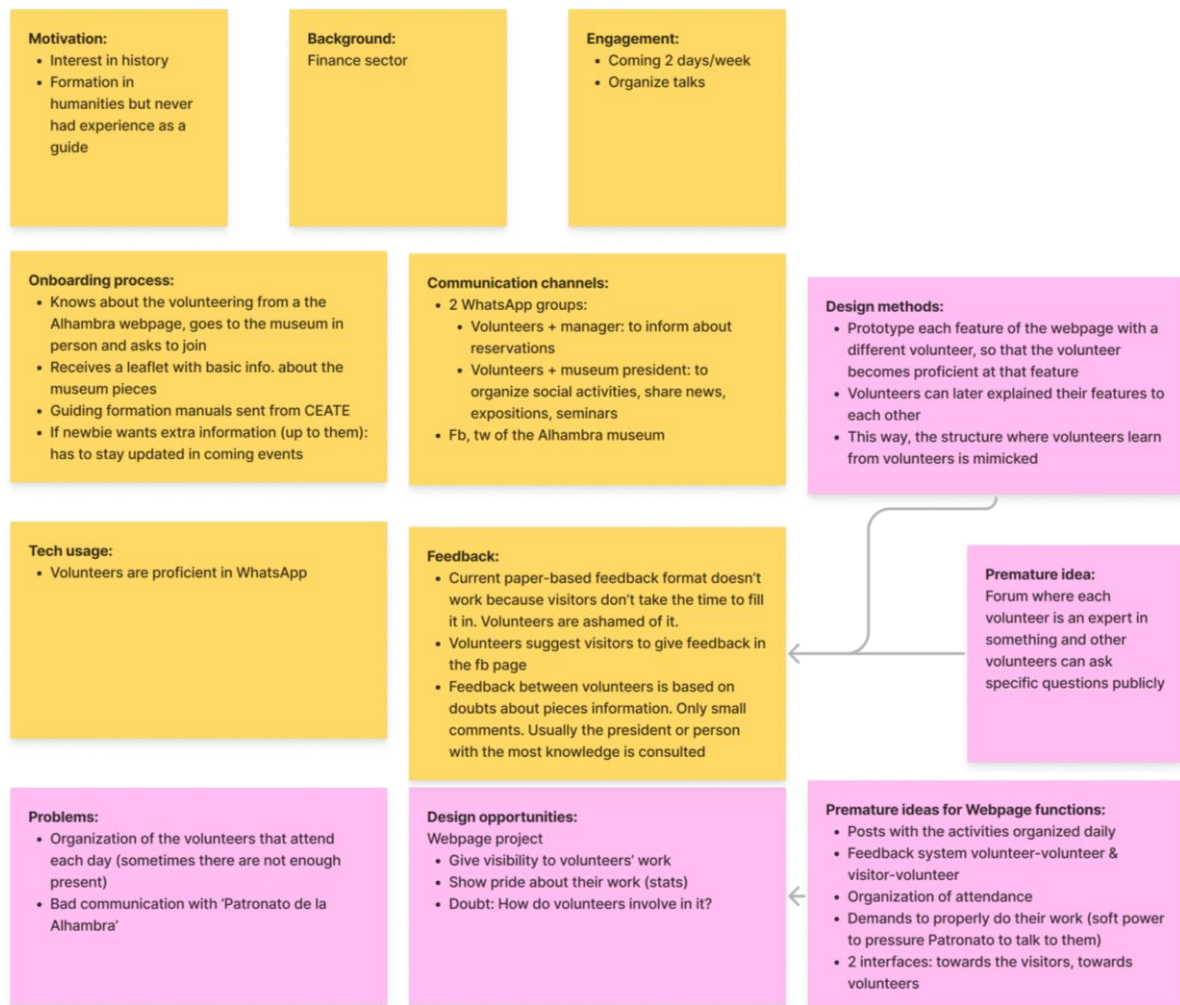 Motivation:
• Interest in history
• Formation in
humanities but never
had experience as a
guide
Background:
Finance sector
Engagement:
• Coming 2 days/week
• Organize talks
Onboarding process:
• Knows about the volunteering from a the
Alhambra webpage, goes to the museum in
person and asks to join
• Receives a leaflet with basic info. about the
museum pieces
• Guiding formation manuals sent from CEATE
• If newbie wants extra information (up to them):
has to stay updated in coming events
Communication channels:
• 2 WhatsApp groups:
• Volunteers + manager: to inform about
reservations
• Volunteers + museum president: to
organize social activities, share news,
expositions, seminars
• Fb, tw of the Alhambra museum
Design methods:
• Prototype each feature of the webpage with a
different volunteer, so that the volunteer
becomes proficient at that feature
• Volunteers can later explained their features to
each other
• This way, the structure where volunteers learn
from volunteers is mimicked
Tech usage:
• Volunteers are proficient in WhatsApp
Feedback:
• Current paper-based feedback format doesn't
work because visitors don't take the time to fill
it in. Volunteers are ashamed of it.
• Volunteers suggest visitors to give feedback in
the fb page
• Feedback between volunteers is based on
doubts about pieces information. Only small
comments. Usually the president or person
with the most knowledge is consulted
Premature idea:
Forum where each
volunteer is an expert in
something and other
volunteers can ask
specific questions publicly
Problems:
• Organization of the volunteers that attend
each day (sometimes there are not enough
present)
• Bad communication with 'Patronato de la
Alhambra'
Design opportunities:
Webpage project
• Give visibility to volunteers' work
• Show pride about their work (stats)
• Doubt: How do volunteers involve in it?
Premature ideas for Webpage functions:
• Posts with the activities organized daily
• Feedback system volunteer-volunteer &
visitor-volunteer
• Organization of attendance
• Demands to properly do their work (soft power
to pressure Patronato to talk to them)
• 2 interfaces: towards the visitors, towards
volunteers